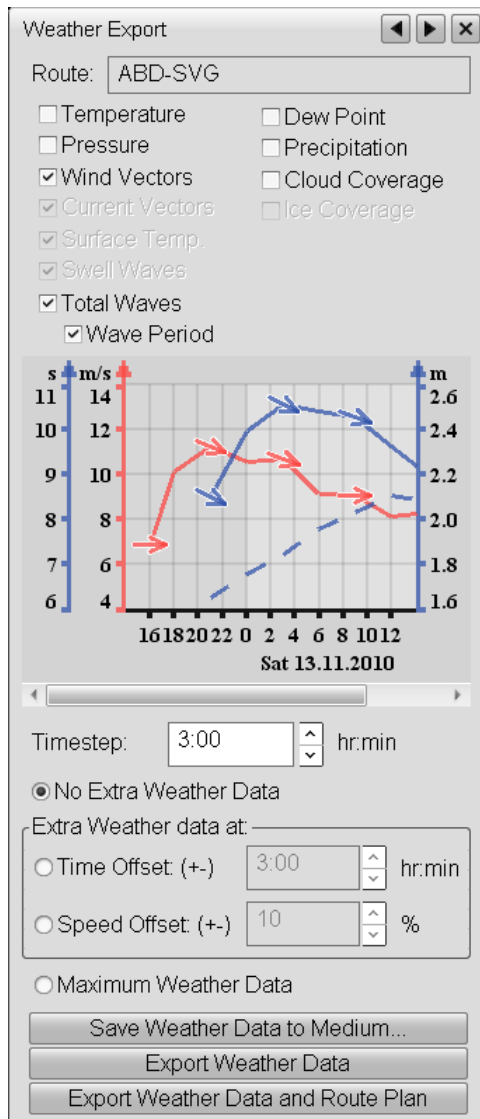 Weather Export
Route: ABD-SVG
Temperature Dew Point
Pressure Precipitation
Wind Vectors Cloud Coverage
Current Vectors Ice Coverage
Surface Temp.
Swell Waves
Total Waves
Wave Period
s m/s m
11 14 2.6
10 12 2.4
9 10 2.2
8 8 2.0
7 6 1.8
6 4 1.6
16 18 20 22 0 2 4 6 8 10 12
Sat 13.11.2010
Timestep: 3:00 hr:min
No Extra Weather Data
Extra Weather data at:
Time Offset: (+-) 3:00 hr:min
Speed Offset: (+-) 10 %
Maximum Weather Data
Save Weather Data to Medium...
Export Weather Data
Export Weather Data and Route Plan